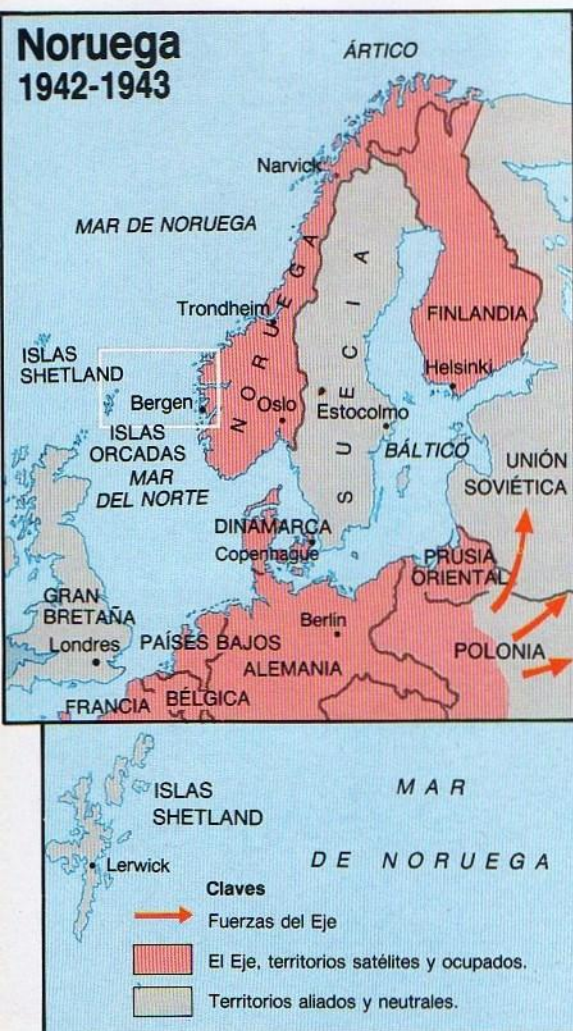 Noruega
1942-1943
ÁRTICO
Narvick
MAR DE NORUEGA
NORUEGA
SUECIA
Trondheim
FINLANDIA
ISLAS
SHETLAND
Helsinki
Bergen
Oslo
Estocolmo
ISLAS
ORCADAS
BÁLTICO
MAR
DEL NORTE
UNIÓN
SOVIÉTICA
DINAMARCA
Copenhague
PRUSIA
ORIENTAL
GRAN
BRETAÑA
Berlín
Londres
PAÍSES BAJOS
POLONIA
ALEMANIA
FRANCIA
BÉLGICA
ISLAS
SHETLAND
MAR
DE NORUEGA
Lerwick
Claves
Fuerzas del Eje
El Eje, territorios satélites y ocupados.
Territorios aliados y neutrales.